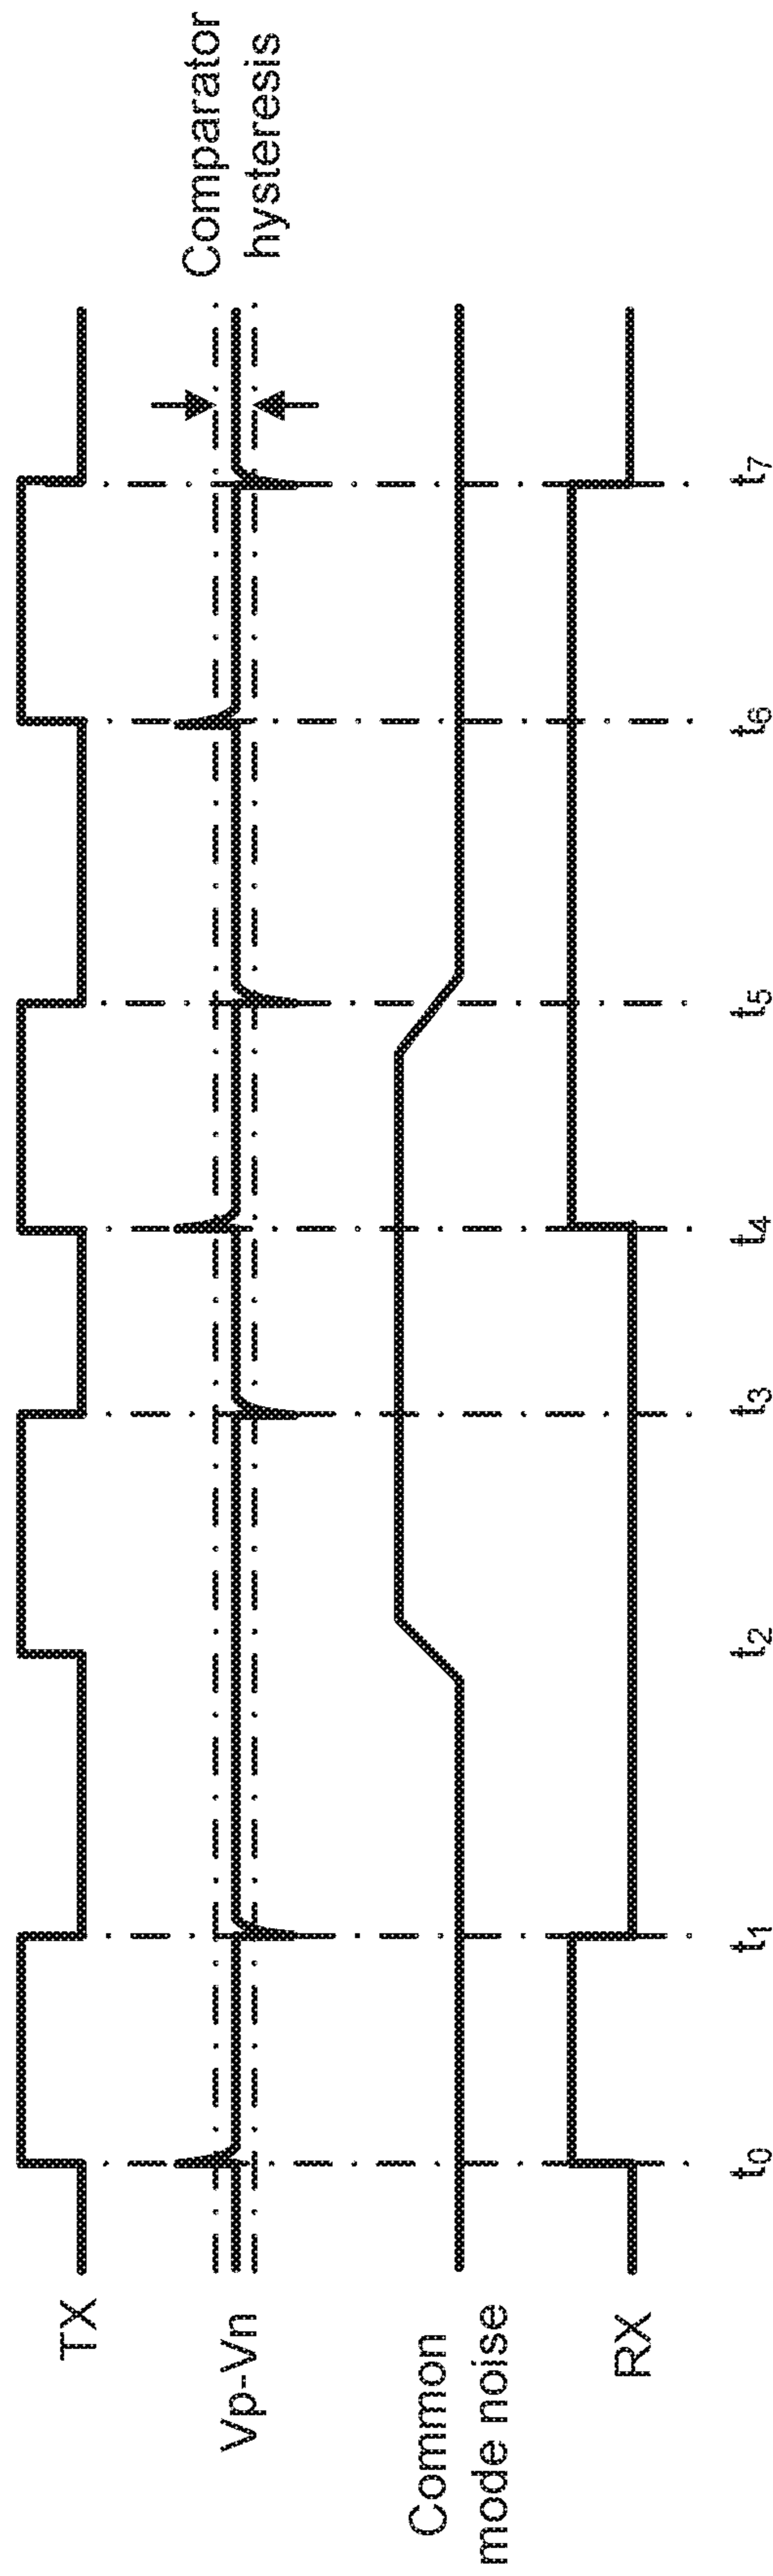 TX
Vp-Vn
Comparator
hysteresis
Common
mode noise
RX
t0 t1 t2 t3 t4 t5 t6 t7